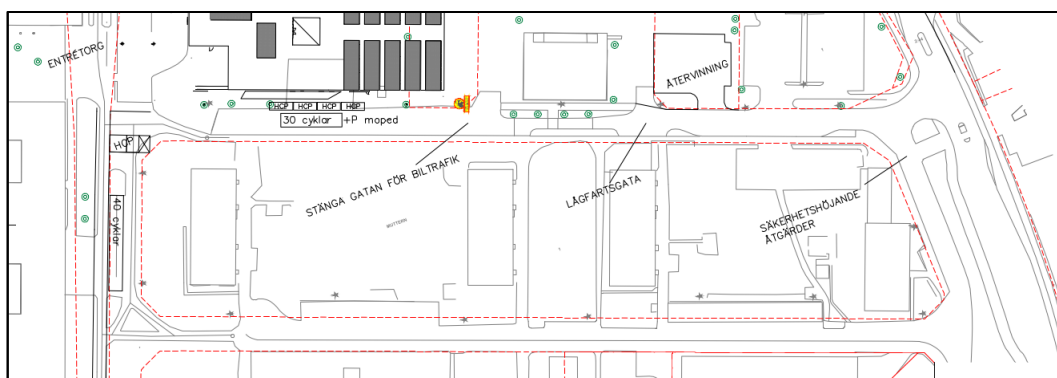 ENTRÉTORG
ÅTERVINNING
HCP HCP HCP HCP
30 cyklar +P moped
HCP
STÄNGA GATAN FÖR BILTRAFIK
LÅGFARTSGATA
SÄKERHETSHÖJANDE
ÅTGÄRDER
40 cyklar
MUTTERN